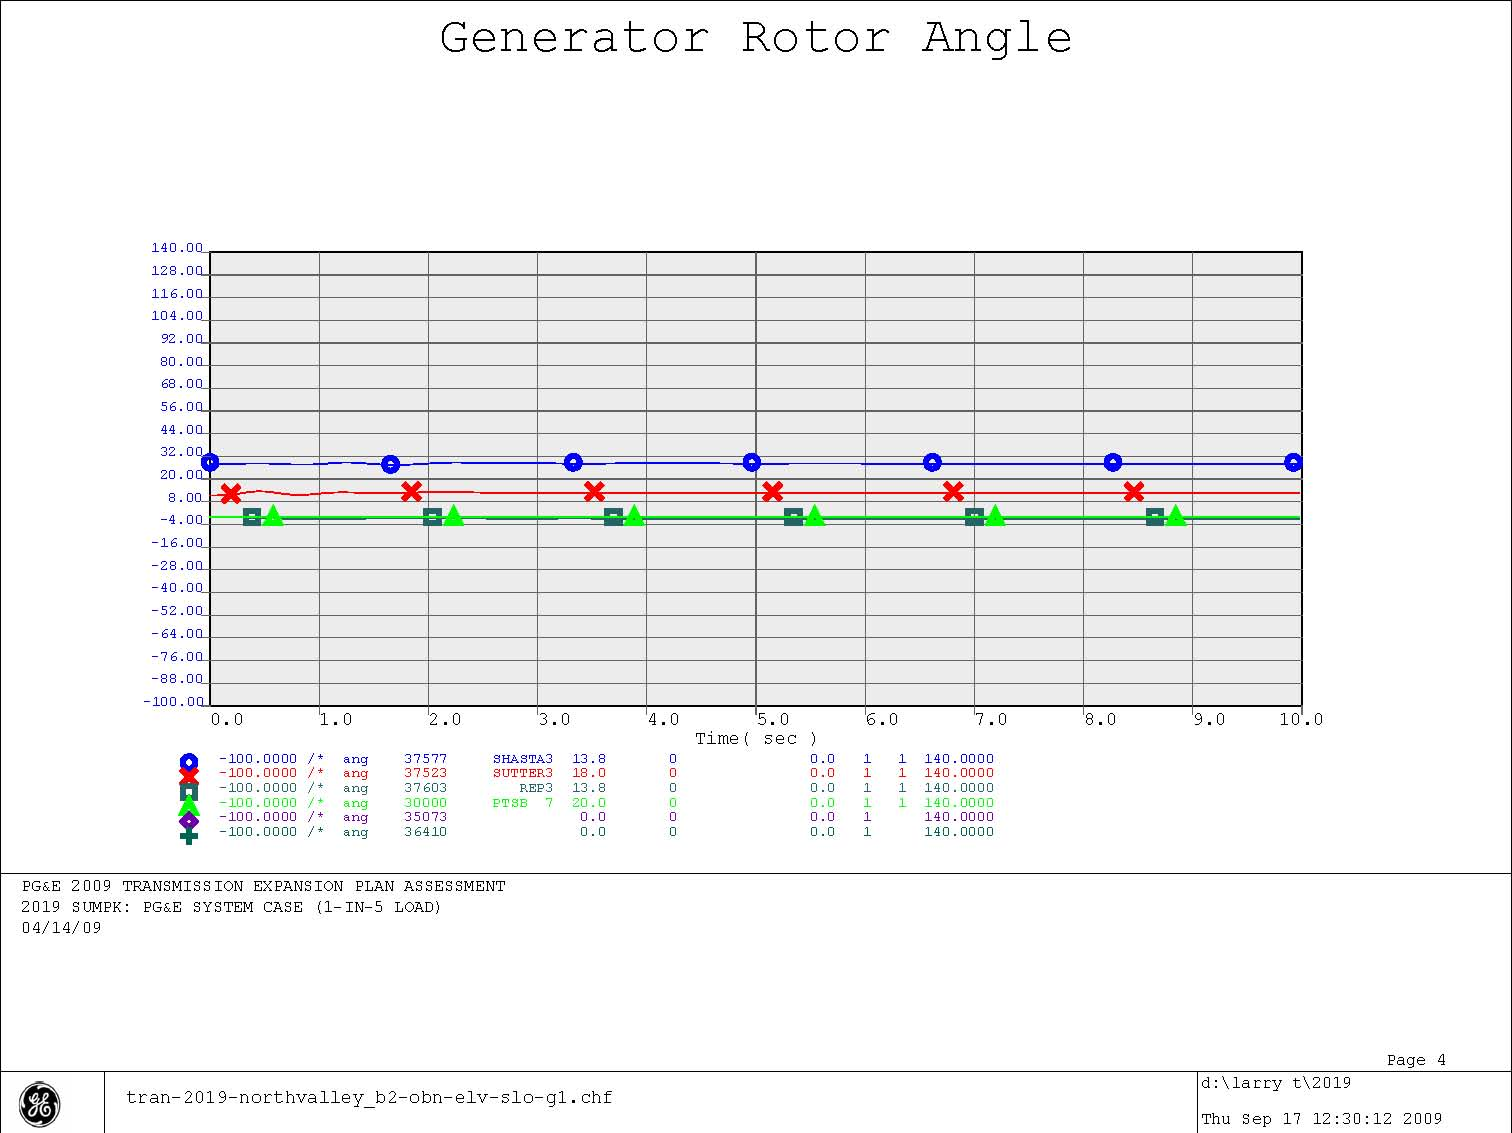 Generator Rotor Angle
140.00
128.00
116.00
104.00
92.00
80.00
68.00
56.00
44.00
32.00
20.00
8.00
-4.00
-16.00
-28.00
-40.00
-52.00
-64.00
-76.00
-88.00
-100.00
0.0 1.0 2.0 3.0 4.0 5.0 6.0 7.0 8.0 9.0 10.0
Time( sec )
-100.0000 /* ang 37577 SHASTA3 13.8 0 0.0 1 1 140.0000
-100.0000 /* ang 37523 SUTTER3 18.0 0 0.0 1 1 140.0000
-100.0000 /* ang 37603 REP3 13.8 0 0.0 1 1 140.0000
-100.0000 /* ang 30000 PTSB 7 20.0 0 0.0 1 1 140.0000
-100.0000 /* ang 35073 0.0 0 0.0 1 140.0000
-100.0000 /* ang 36410 0.0 0 0.0 1 140.0000
PG&E 2009 TRANSMISSION EXPANSION PLAN ASSESSMENT
2019 SUMPK: PG&E SYSTEM CASE (1-IN-5 LOAD)
04/14/09
Page 4
tran-2019-northvalley_b2-obn-elv-slo-g1.chf
d:\larry t\2019
Thu Sep 17 12:30:12 2009